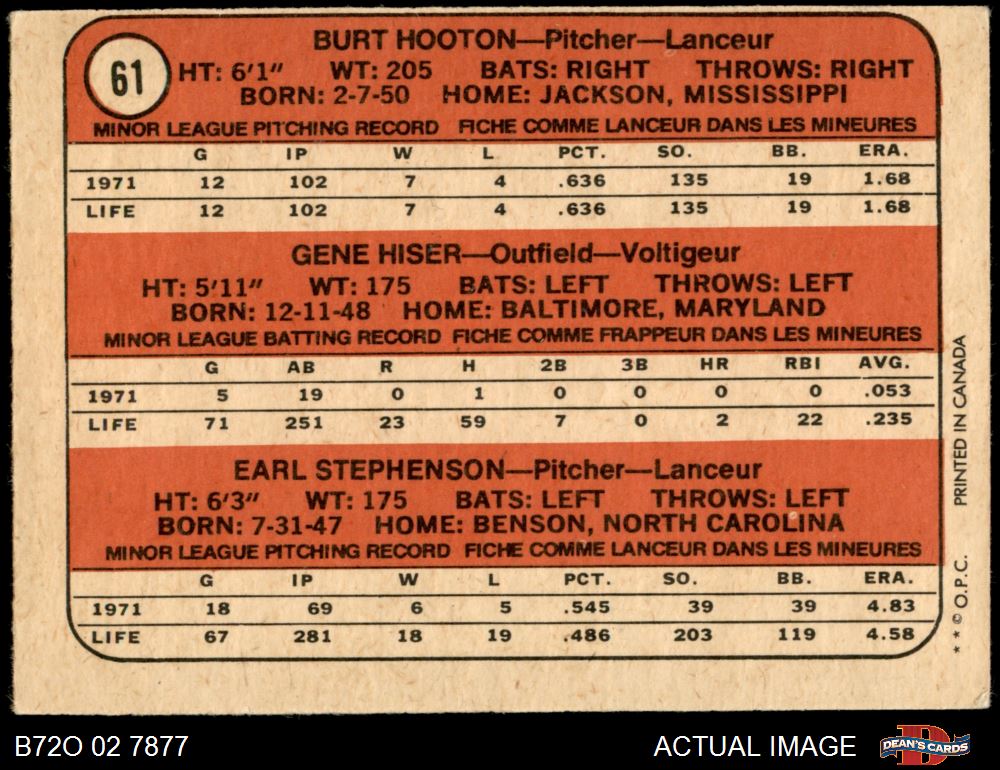 61
BURT HOOTON—Pitcher—Lanceur
HT: 6'1" WT: 205 BATS: RIGHT THROWS: RIGHT
BORN: 2-7-50 HOME: JACKSON, MISSISSIPPI
MINOR LEAGUE PITCHING RECORD FICHE COMME LANCEUR DANS LES MINEURES
G IP W L PCT. SO. BB. ERA.
1971 12 102 7 4 .636 135 19 1.68
LIFE 12 102 7 4 .636 135 19 1.68
GENE HISER—Outfield—Voltigeur
HT: 5'11" WT: 175 BATS: LEFT THROWS: LEFT
BORN: 12-11-48 HOME: BALTIMORE, MARYLAND
MINOR LEAGUE BATTING RECORD FICHE COMME FRAPPEUR DANS LES MINEURES
G AB R H 2B 3B HR RBI AVG.
1971 5 19 0 1 0 0 0 0 .053
LIFE 71 251 23 59 7 0 2 22 .235
EARL STEPHENSON—Pitcher—Lanceur
HT: 6'3" WT: 175 BATS: LEFT THROWS: LEFT
BORN: 7-31-47 HOME: BENSON, NORTH CAROLINA
MINOR LEAGUE PITCHING RECORD FICHE COMME LANCEUR DANS LES MINEURES
G IP W L PCT. SO. BB. ERA.
1971 18 69 6 5 .545 39 39 4.83
LIFE 67 281 18 19 .486 203 119 4.58
* * © O.P.C. PRINTED IN CANADA
B72O 02 7877
ACTUAL IMAGE
D
DEAN'S CARDS